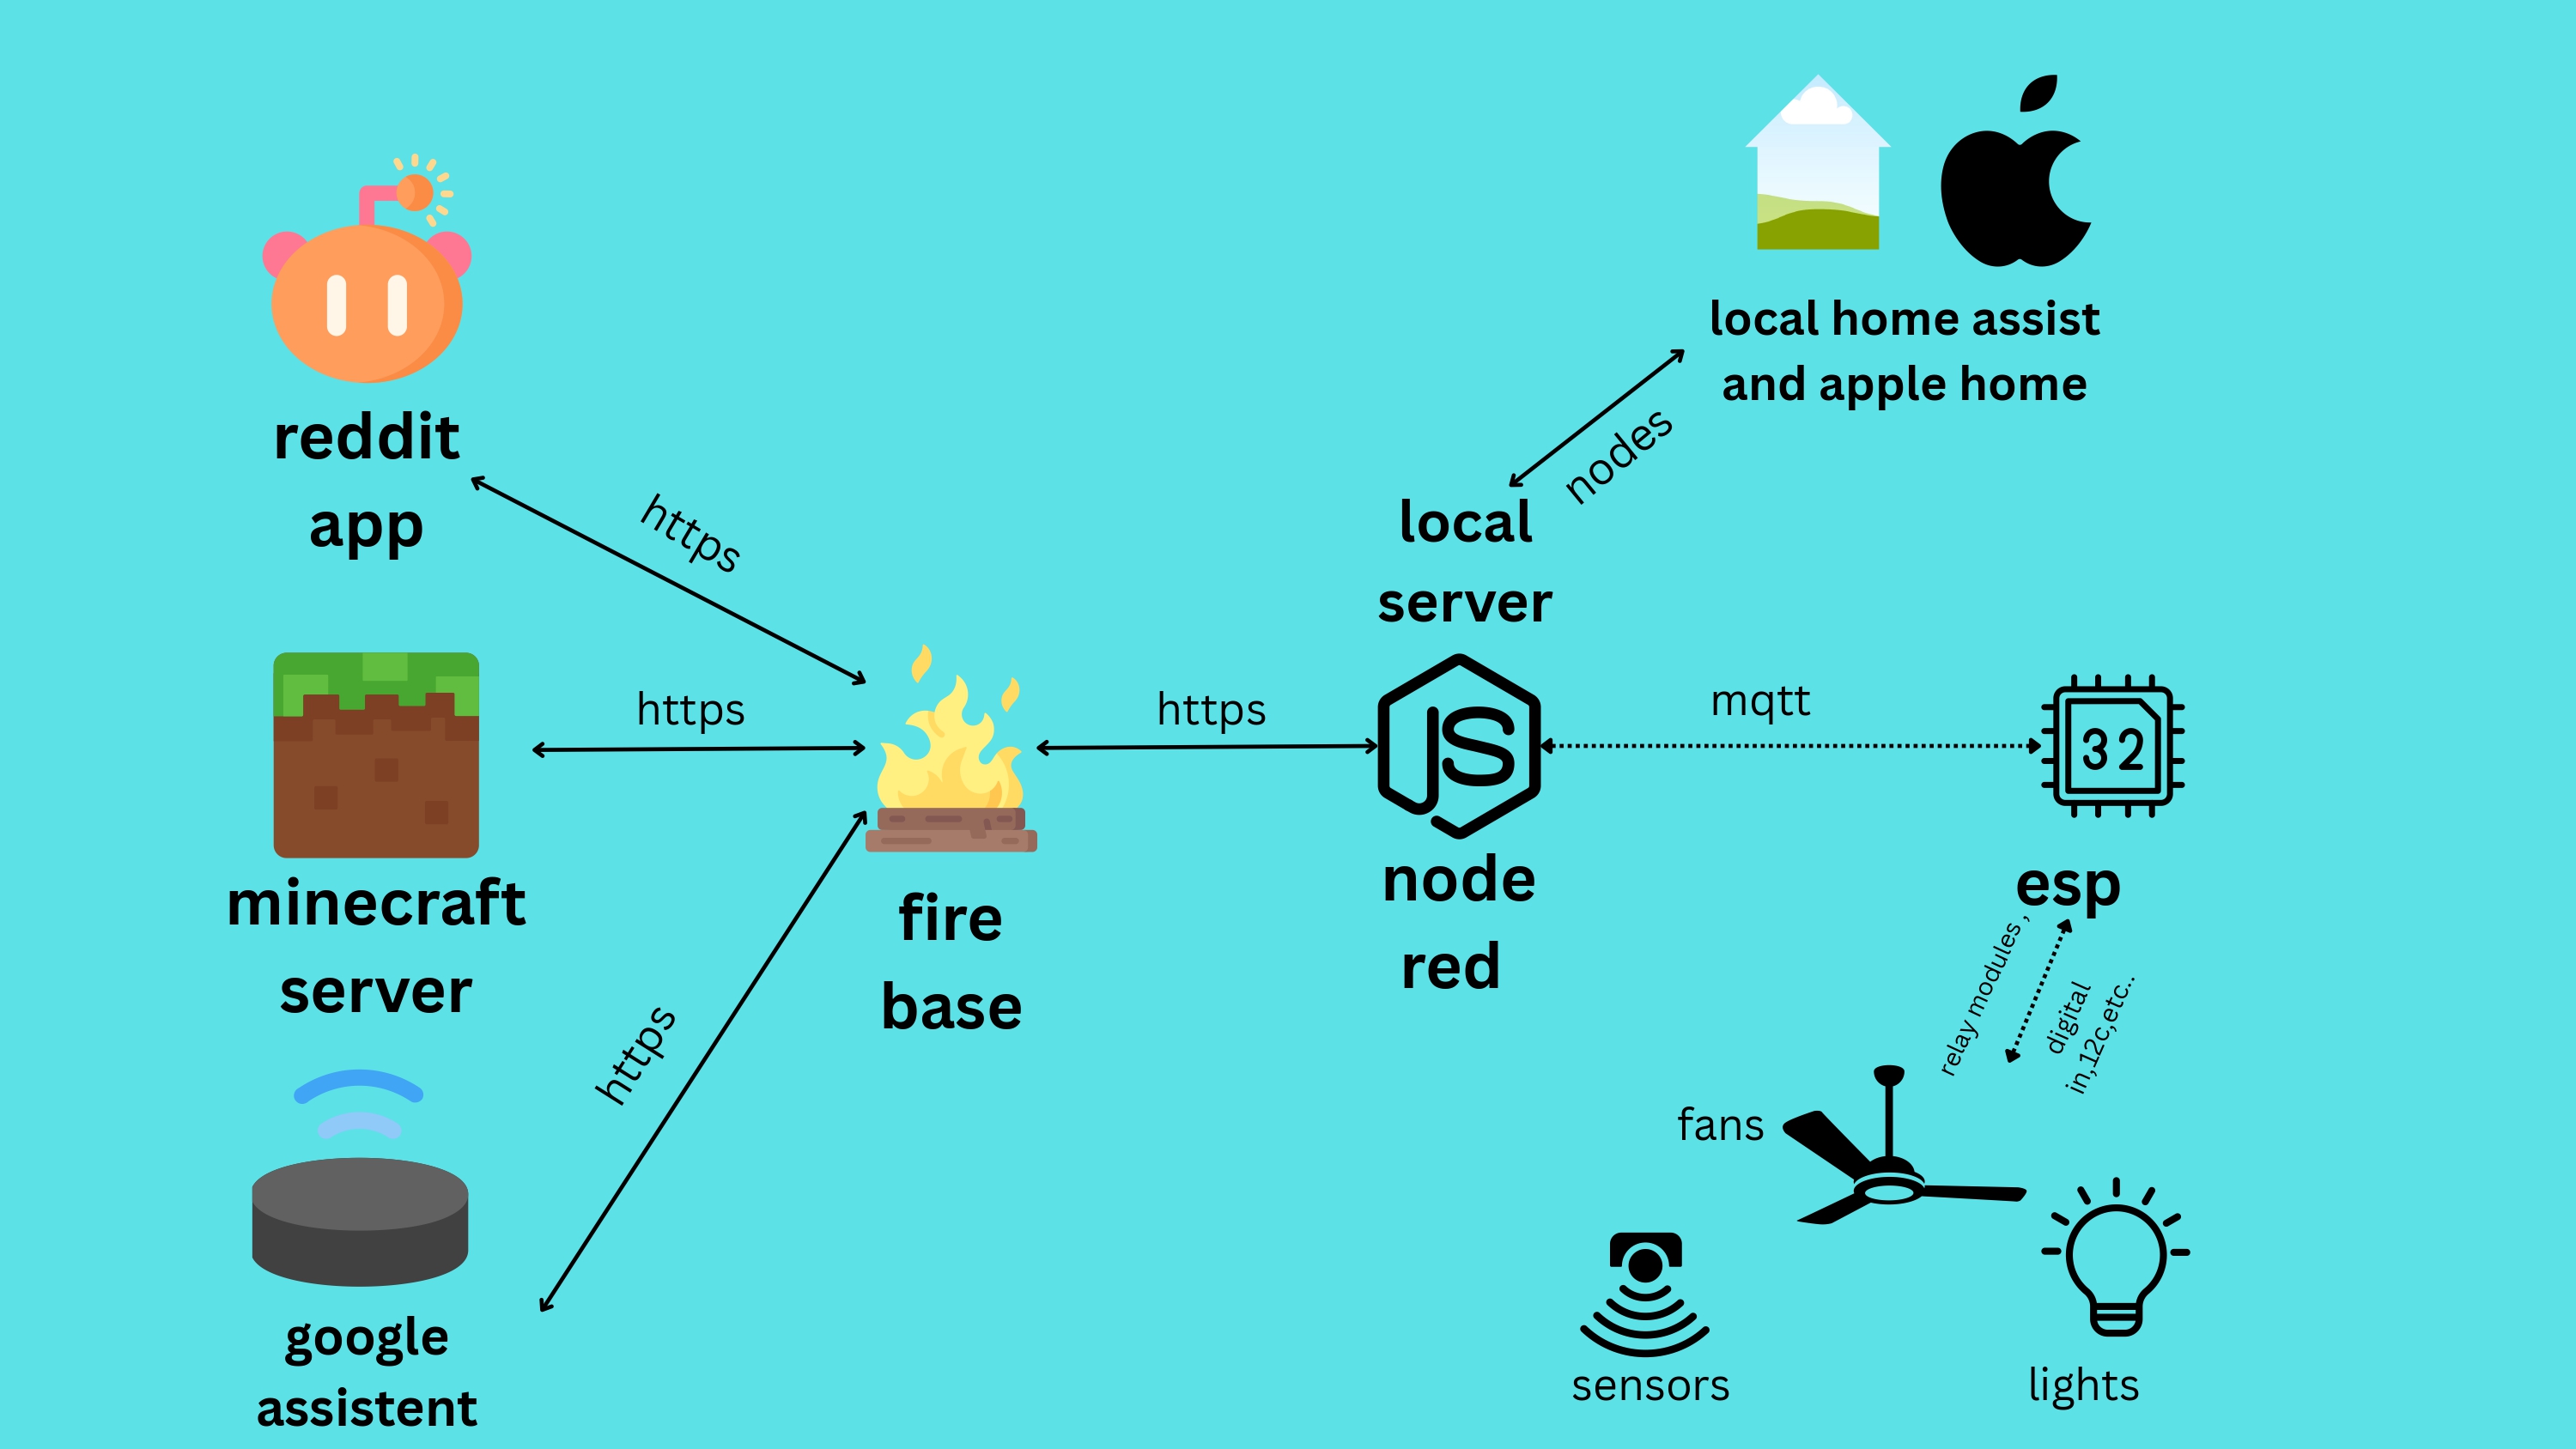 reddit
app
https
minecraft
server
https
google
assistent
https
fire
base
https
local
server
JS
node
red
nodes
local home assist
and apple home
mqtt
32
esp
relay modules ,
digital
in,12c,etc..
fans
sensors
lights